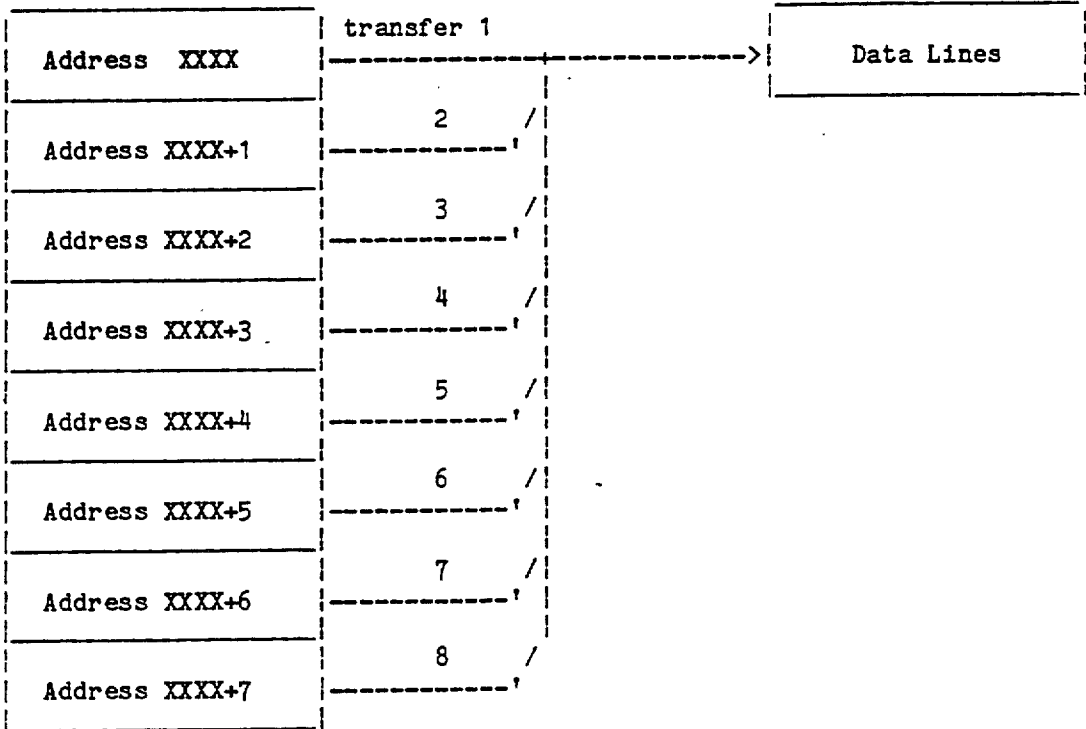 transfer 1
Address XXXX
Data Lines
2
Address XXXX+1
3
Address XXXX+2
4
Address XXXX+3
5
Address XXXX+4
6
Address XXXX+5
7
Address XXXX+6
8
Address XXXX+7